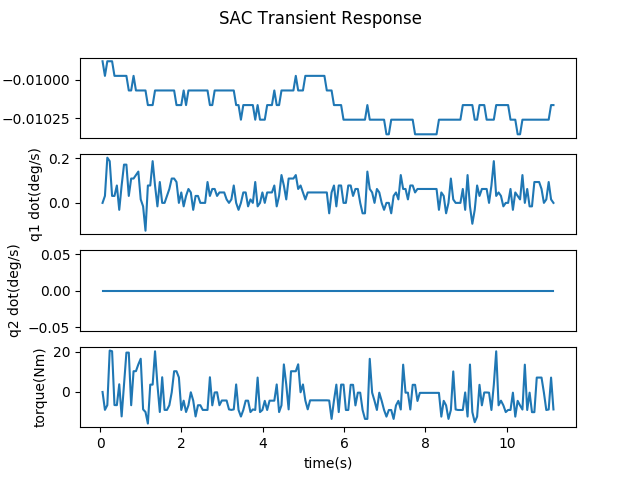 SAC Transient Response
−0.01000
−0.01025
q1 dot(deg/s)
0.2
0.0
q2 dot(deg/s)
0.05
0.00
−0.05
torque(Nm)
20
0
0 2 4 6 8 10
time(s)